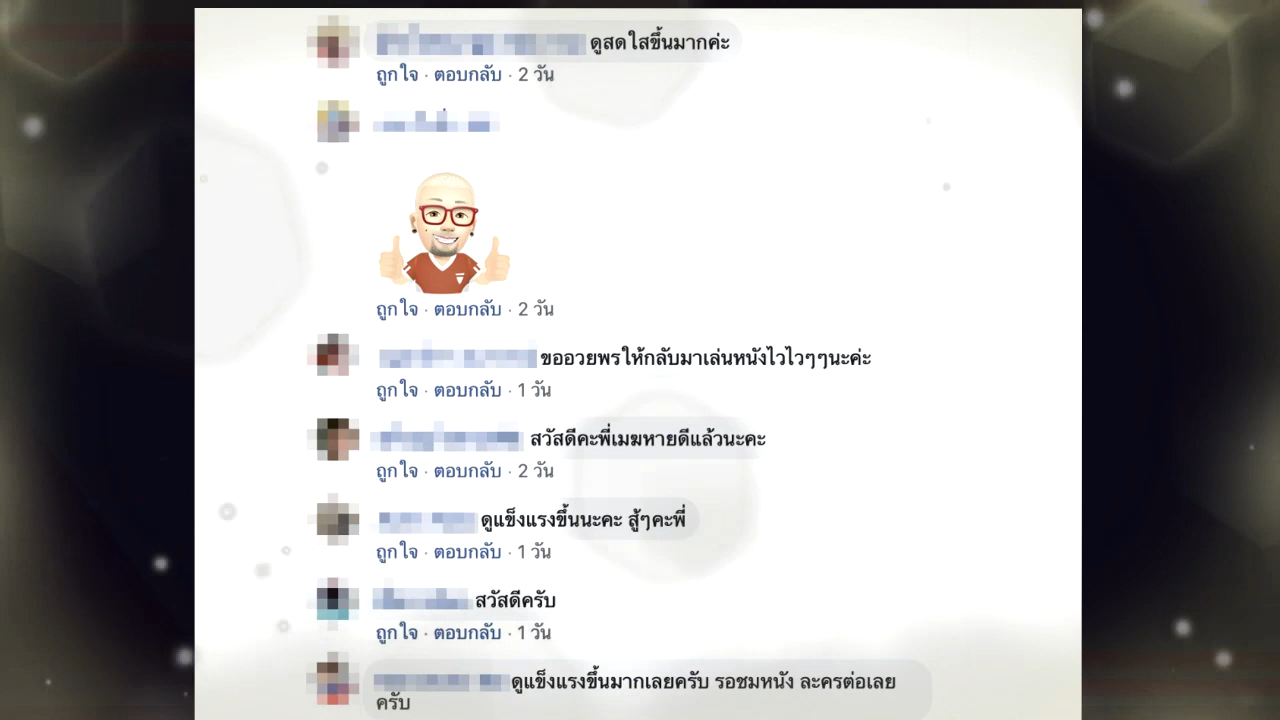 ดูสดใสขึ้นมากค่ะ
ถูกใจ · ตอบกลับ · 2 วัน
ถูกใจ · ตอบกลับ · 2 วัน
ขออวยพรให้กลับมาเล่นหนังไวไวๆๆนะค่ะ
ถูกใจ · ตอบกลับ · 1 วัน
สวัสดีคะพี่เมฆหายดีแล้วนะคะ
ถูกใจ · ตอบกลับ · 2 วัน
ดูแข็งแรงขึ้นนะคะ สู้ๆคะพี่
ถูกใจ · ตอบกลับ · 1 วัน
สวัสดีครับ
ถูกใจ · ตอบกลับ · 1 วัน
ดูแข็งแรงขึ้นมากเลยครับ รอชมหนัง ละครต่อเลย
ครับ